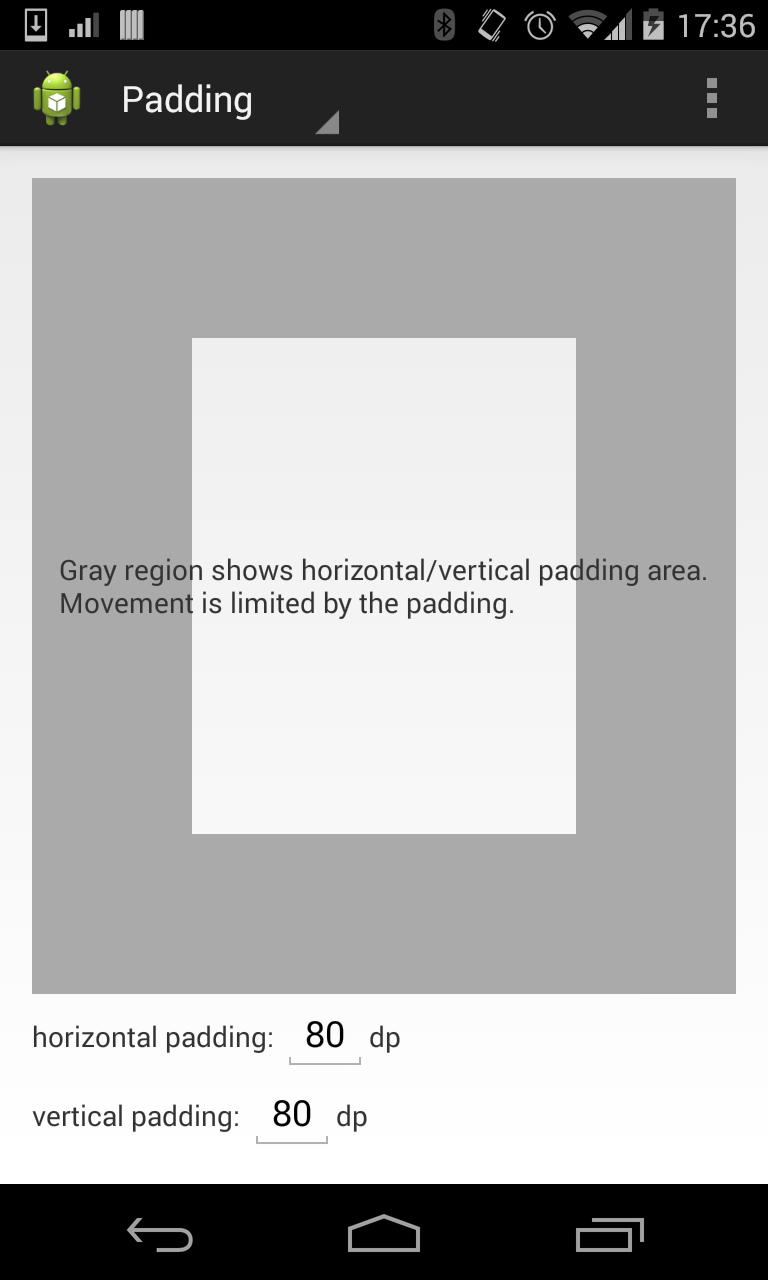 17:36
Padding
Gray region shows horizontal/vertical padding area.
Movement is limited by the padding.
horizontal padding: 80 dp
vertical padding: 80 dp